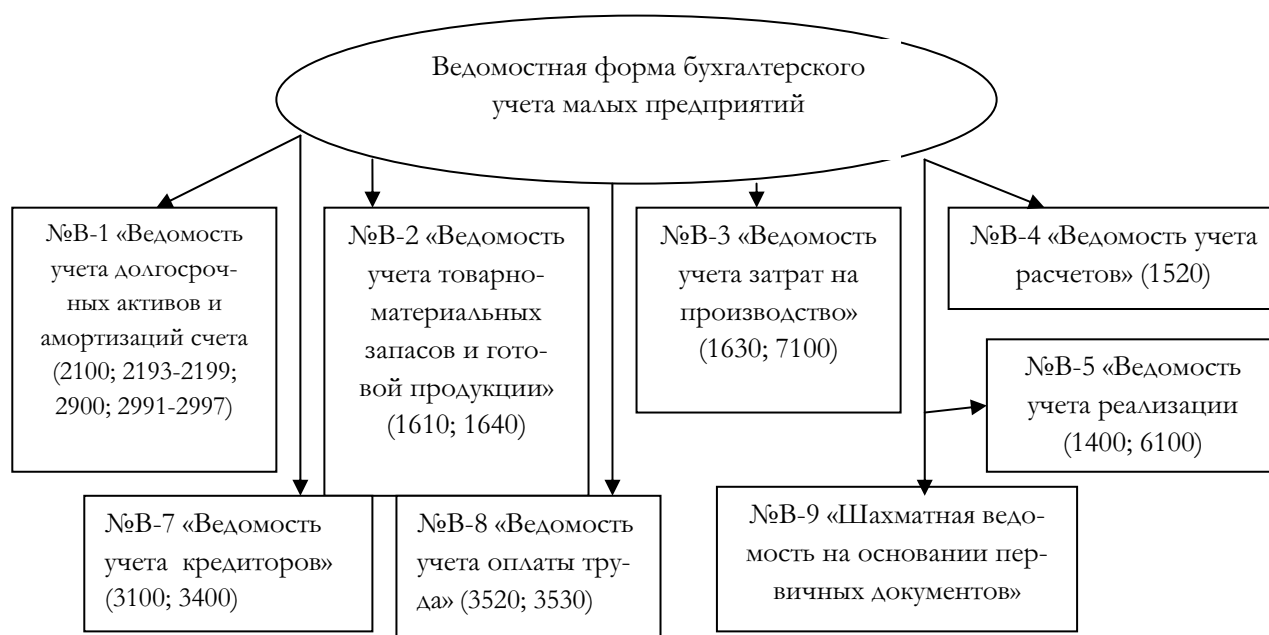 Ведомостная форма бухгалтерского
учета малых предприятий
№В-1 «Ведомость
учета долгосроч-
ных активов и
амортизаций счета
(2100; 2193-2199;
2900; 2991-2997)
№В-2 «Ведомость
учета товарно-
материальных
запасов и гото-
вой продукции»
(1610; 1640)
№В-3 «Ведомость
учета затрат на
производство»
(1630; 7100)
№В-4 «Ведомость учета
расчетов» (1520)
№В-5 «Ведомость
учета реализации
(1400; 6100)
№В-7 «Ведомость
учета кредиторов»
(3100; 3400)
№В-8 «Ведомость
учета оплаты тру-
да» (3520; 3530)
№В-9 «Шахматная ведо-
мость на основании пер-
вичных документов»